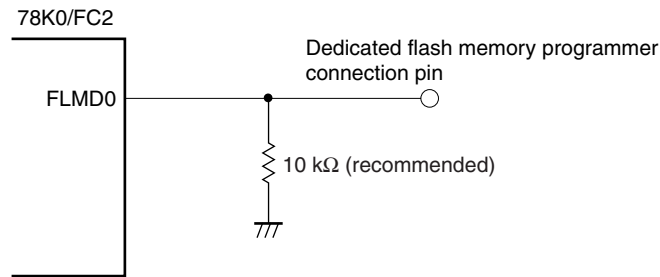 78K0/FC2
Dedicated flash memory programmer
connection pin
FLMD0
10 kΩ (recommended)